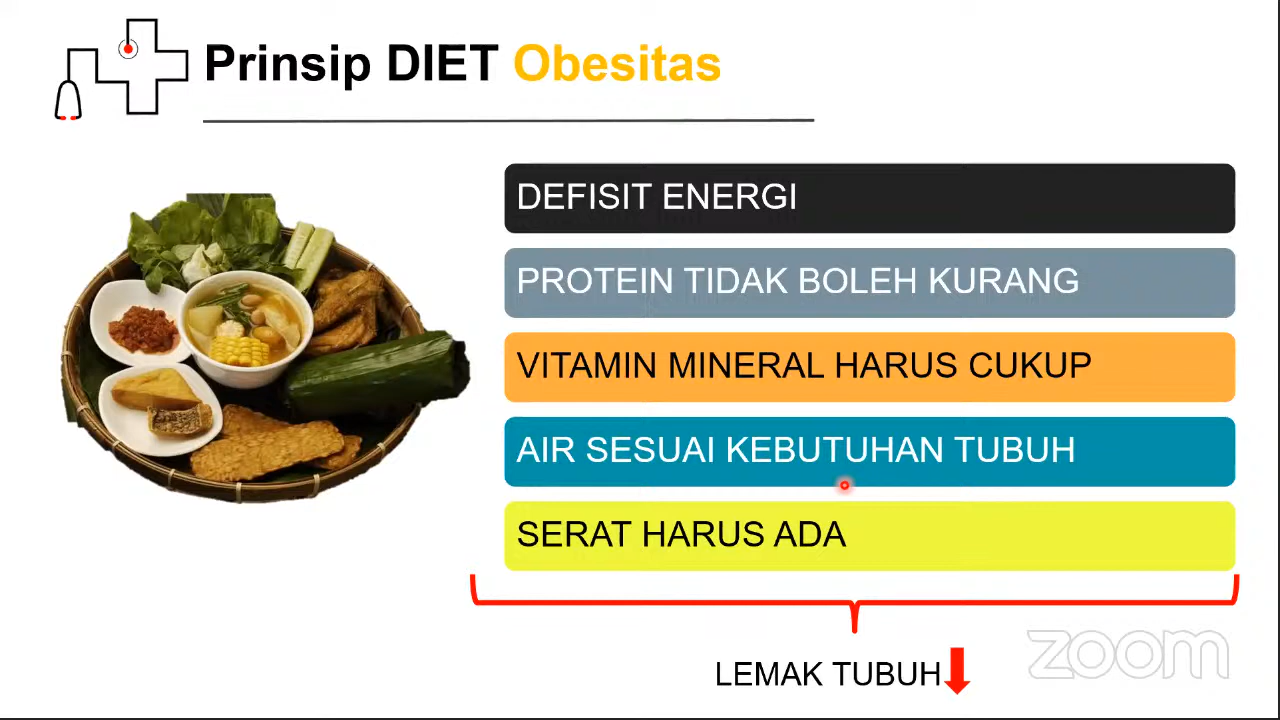 Prinsip DIET Obesitas
DEFISIT ENERGI
PROTEIN TIDAK BOLEH KURANG
VITAMIN MINERAL HARUS CUKUP
AIR SESUAI KEBUTUHAN TUBUH
SERAT HARUS ADA
LEMAK TUBUH
zoom